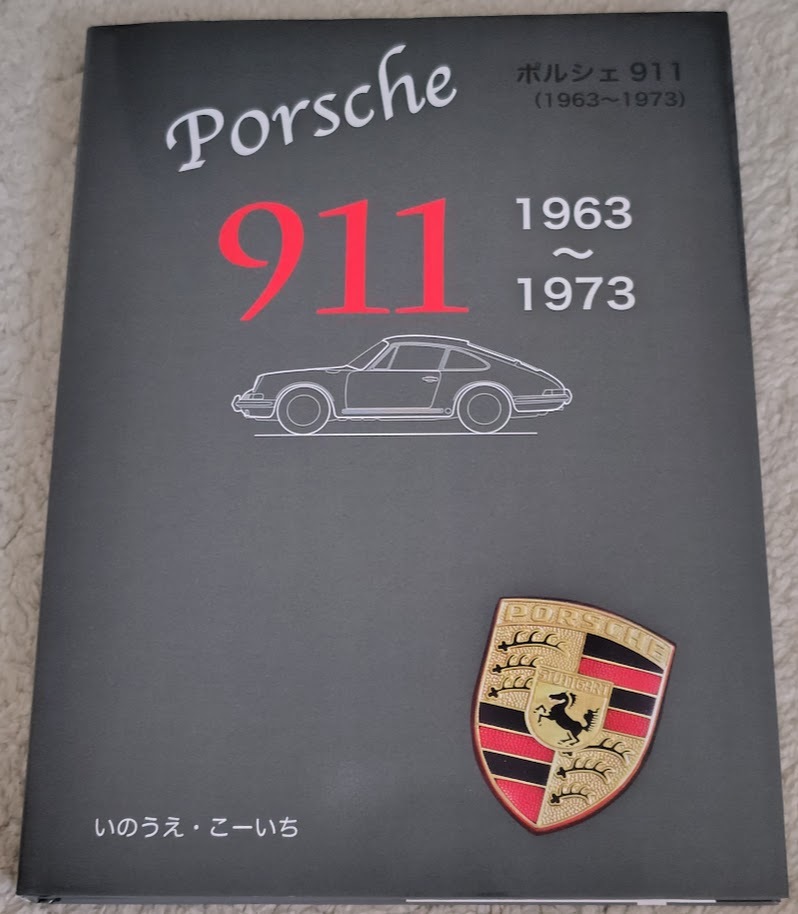 Porsche
ポルシェ 911
(1963〜1973)
911
1963
〜
1973
PORSCHE
STUTTGART
いのうえ・こーいち